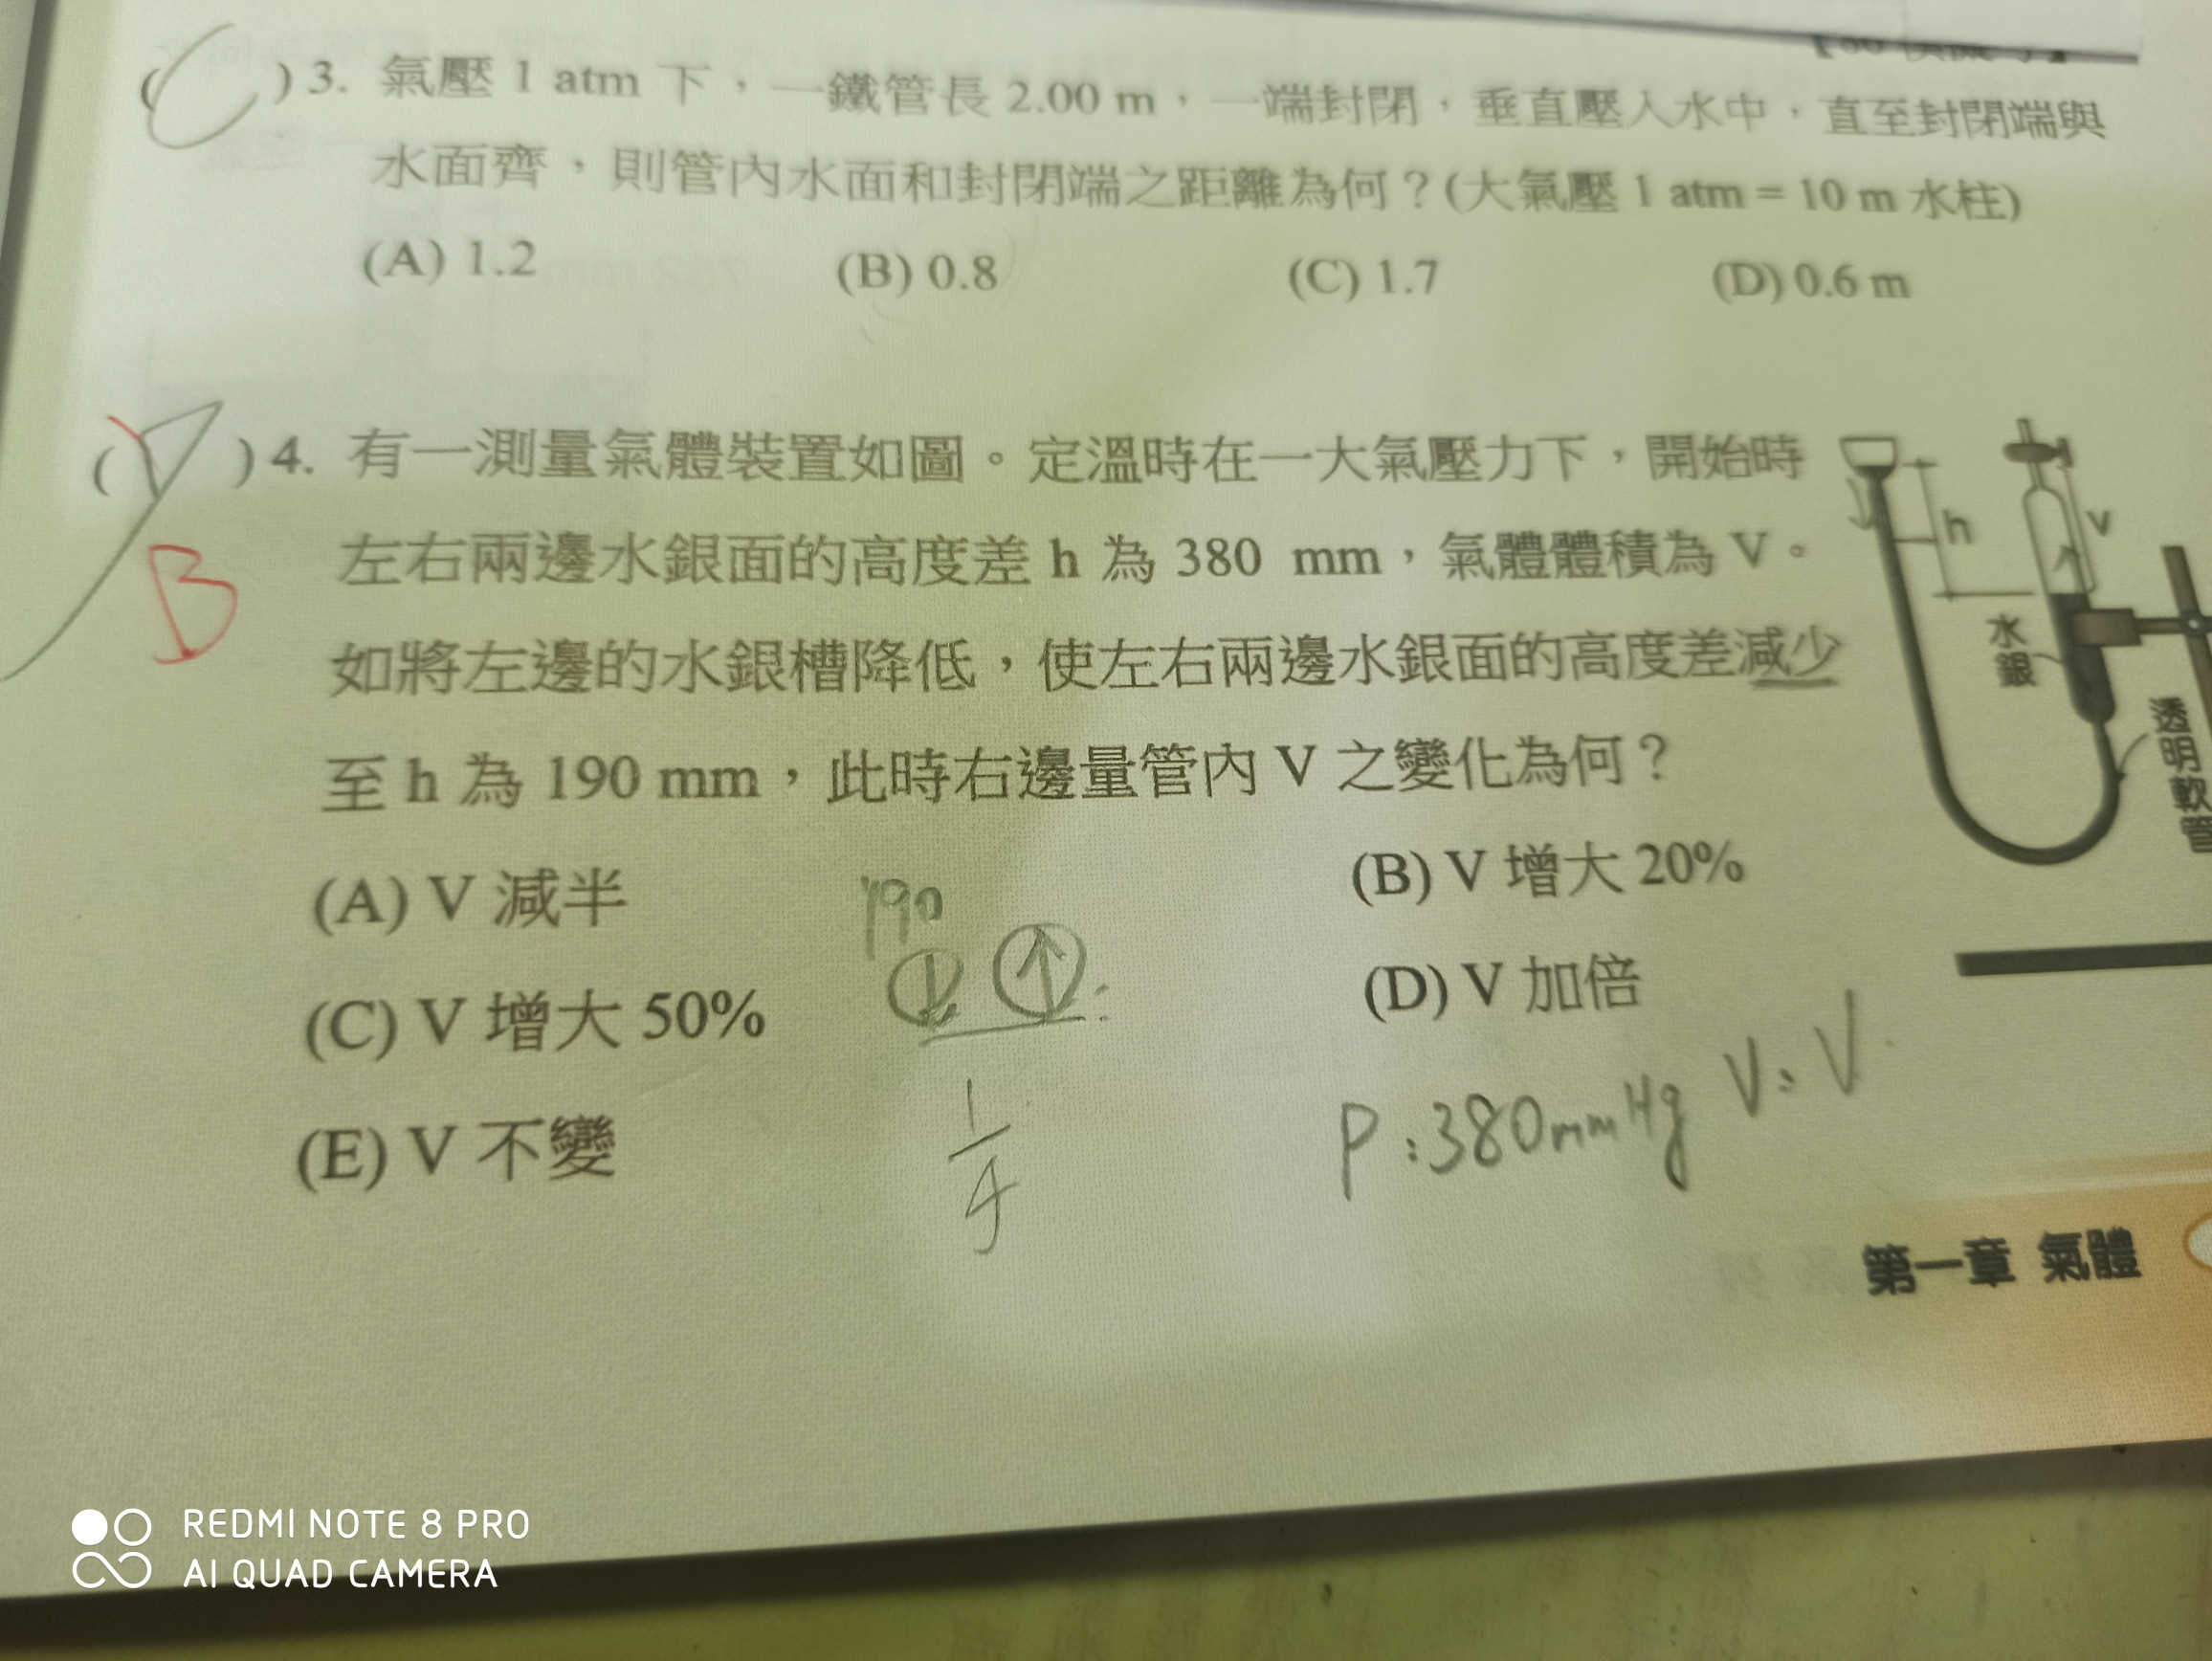 ( C ) 3. 氣壓 1 atm 下，一鐵管長 2.00 m，一端封閉，垂直壓入水中，直至封閉端與
水面齊，則管內水面和封閉端之距離為何？(大氣壓 1 atm = 10 m 水柱)
(A) 1.2 (B) 0.8 (C) 1.7 (D) 0.6 m
( ) 4. 有一測量氣體裝置如圖。定溫時在一大氣壓力下，開始時
左右兩邊水銀面的高度差 h 為 380 mm，氣體體積為 V。
B
如將左邊的水銀槽降低，使左右兩邊水銀面的高度差減少
至 h 為 190 mm，此時右邊量管內 V 之變化為何？
h
V
水銀
透明軟管
(A) V 減半 (B) V 增大 20%
190
(C) V 增大 50% (D) V 加倍
(E) V 不變
1/4
P:380mmHg V:V
第一章 氣體
REDMI NOTE 8 PRO
AI QUAD CAMERA